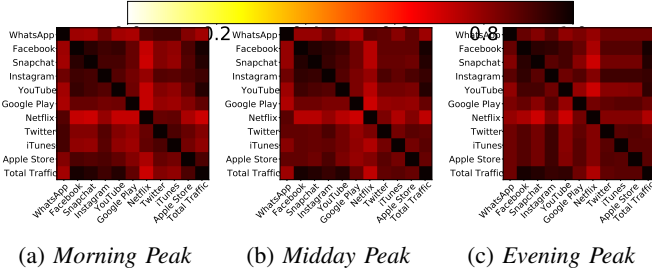 0.2 0.8
WhatsApp
Facebook
Snapchat
Instagram
YouTube
Google Play
Netflix
Twitter
iTunes
Apple Store
Total Traffic
WhatsApp Facebook Snapchat Instagram YouTube Google Play Netflix Twitter iTunes Apple Store Total Traffic
WhatsApp
Facebook
Snapchat
Instagram
YouTube
Google Play
Netflix
Twitter
iTunes
Apple Store
Total Traffic
WhatsApp Facebook Snapchat Instagram YouTube Google Play Netflix Twitter iTunes Apple Store Total Traffic
WhatsApp
Facebook
Snapchat
Instagram
YouTube
Google Play
Netflix
Twitter
iTunes
Apple Store
Total Traffic
WhatsApp Facebook Snapchat Instagram YouTube Google Play Netflix Twitter iTunes Apple Store Total Traffic
(a) Morning Peak (b) Midday Peak (c) Evening Peak